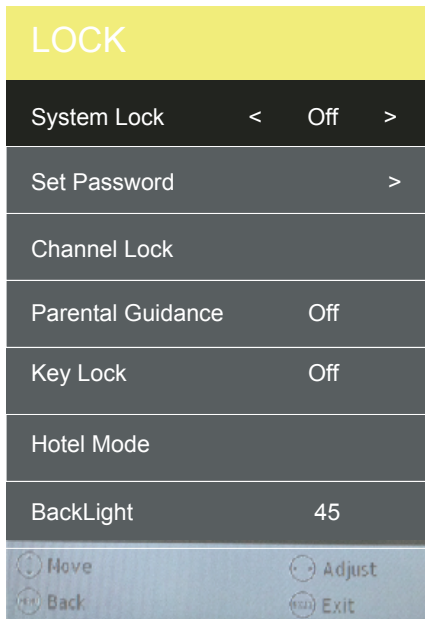 LOCK
System Lock < Off >
Set Password >
Channel Lock
Parental Guidance Off
Key Lock Off
Hotel Mode
BackLight 45
Move Adjust
Back Exit